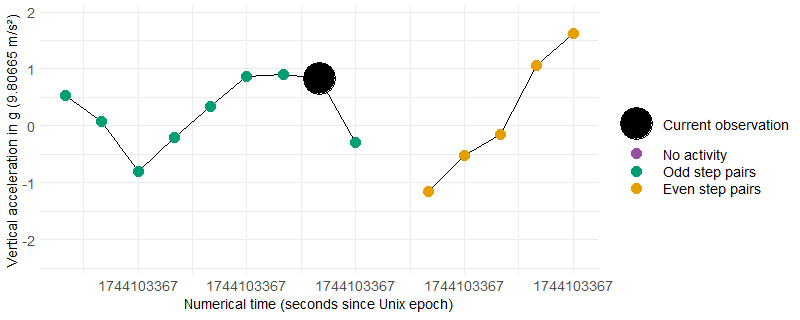 Vertical acceleration in g (9.80665 m/s²)
2
1
0
-1
-2
1744103367 1744103367 1744103367 1744103367 1744103367
Numerical time (seconds since Unix epoch)
Current observation
No activity
Odd step pairs
Even step pairs